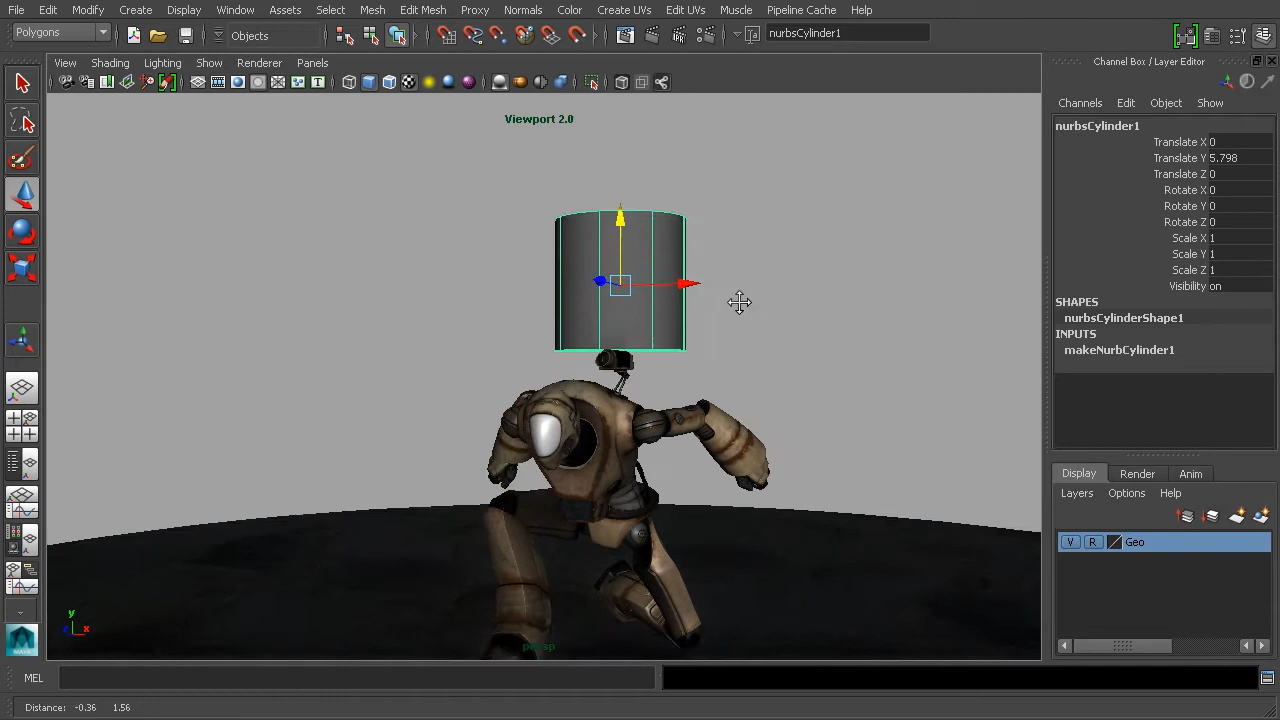 File Edit Modify Create Display Window Assets Select Mesh Edit Mesh Proxy Normals Color Create UVs Edit UVs Muscle Pipeline Cache Help
Polygons Objects nurbsCylinder1
View Shading Lighting Show Renderer Panels
Channel Box / Layer Editor
Channels Edit Object Show
Viewport 2.0
nurbsCylinder1
Translate X 0
Translate Y 5.798
Translate Z 0
Rotate X 0
Rotate Y 0
Rotate Z 0
Scale X 1
Scale Y 1
Scale Z 1
Visibility on
SHAPES
nurbsCylinderShape1
INPUTS
makeNurbCylinder1
Display Render Anim
Layers Options Help
V R Geo
y
z x
persp
MEL
Distance: -0.36 1.56